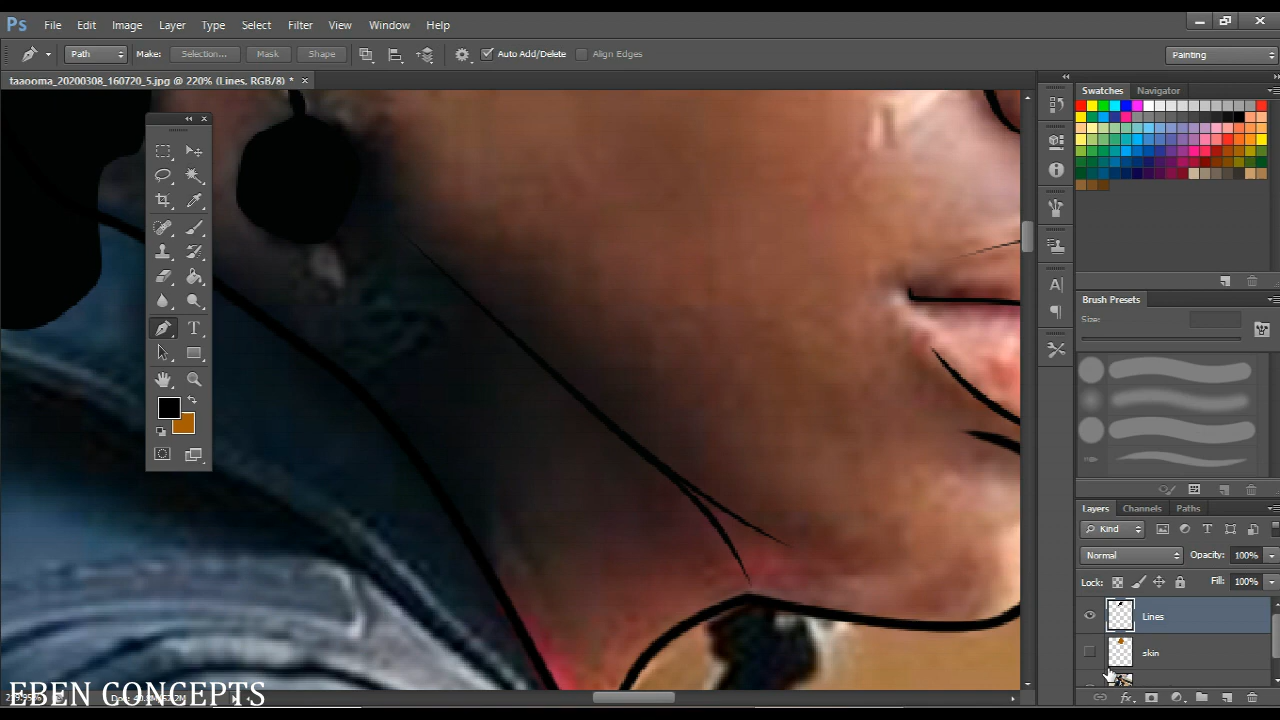 Ps File Edit Image Layer Type Select Filter View Window Help
Path Make: Selection... Mask Shape Auto Add/Delete Align Edges Painting
taaooma_20200308_160720_5.jpg @ 220% (Lines, RGB/8) * ×
Swatches Navigator
Brush Presets
Size:
Layers Channels Paths
Kind
Normal Opacity: 100%
Lock: Fill: 100%
Lines
skin
EBEN CONCEPTS